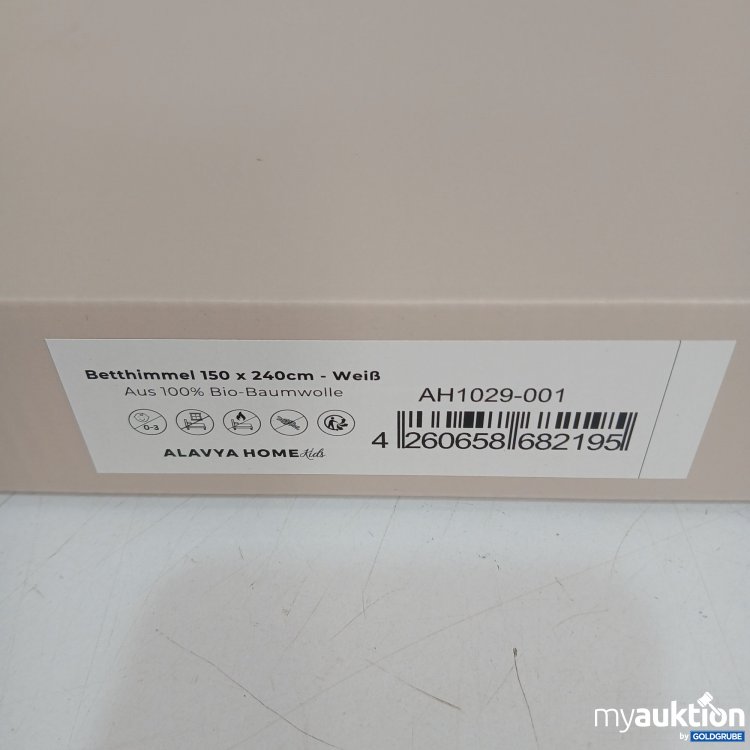 Betthimmel 150 x 240cm - Weiß
Aus 100% Bio-Baumwolle
0-3
ALAVYA HOME Kids
AH1029-001
4 260658 682195
myauktion
by GOLDGRUBE